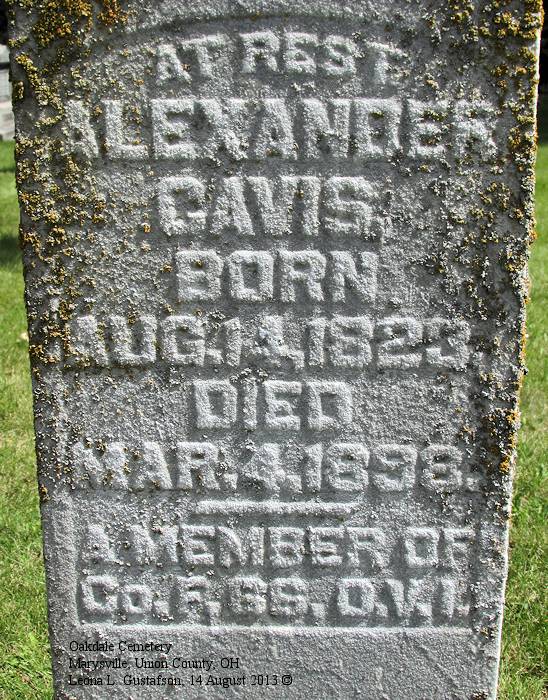 AT REST
ALEXANDER
CAVIS,
BORN
AUG. 14, 1823.
DIED
MAR. 4, 1898.
A MEMBER OF
Co. F, 66, O.V.I.
Oakdale Cemetery
Marysville, Union County, OH
Leona L. Gustafson, 14 August 2013 ©